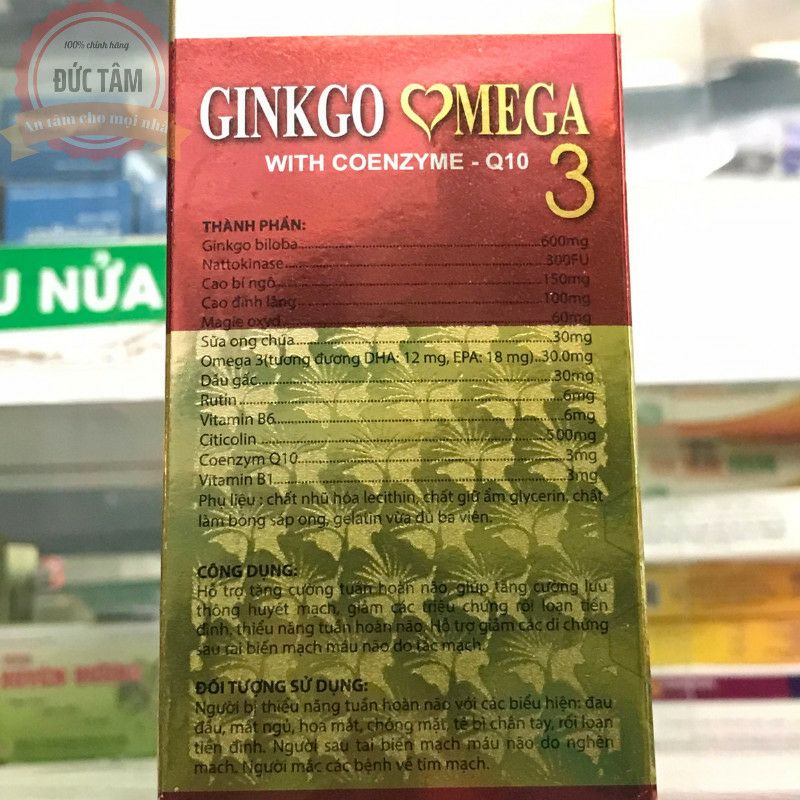 100% chính hãng
ĐỨC TÂM
An tâm cho mọi nhà
GINKGO OMEGA
3
WITH COENZYME - Q10
U NỬA
THÀNH PHẦN:
Ginkgo biloba.....600mg
Nattokinase.....300FU
Cao bí ngô.....150mg
Cao đinh lăng.....100mg
Magie oxyd.....60mg
Sữa ong chúa.....30mg
Omega 3(tương đương DHA: 12 mg, EPA: 18 mg)..30.0mg
Dầu gấc.....30mg
Rutin.....6mg
Vitamin B6.....6mg
Citicolin.....500mg
Coenzym Q10.....3mg
Vitamin B1.....3mg
Phụ liệu : chất nhũ hóa lecithin, chất giữ ẩm glycerin, chất
làm bóng sáp ong, gelatin vừa đủ ba viên.
CÔNG DỤNG:
Hỗ trợ tăng cường tuần hoàn não, giúp tăng cường lưu
thông huyết mạch, giảm các triệu chứng rối loạn tiền
đình, thiểu năng tuần hoàn não. Hỗ trợ giảm các di chứng
sau tai biến mạch máu não do tắc mạch.
ĐỐI TƯỢNG SỬ DỤNG:
Người bị thiểu năng tuần hoàn não với các biểu hiện: đau
đầu, mất ngủ, hoa mắt, chóng mặt, tê bì chân tay, rối loạn
tiền đình. Người sau tai biến mạch máu não do nghẽn
mạch. Người mắc các bệnh về tim mạch.